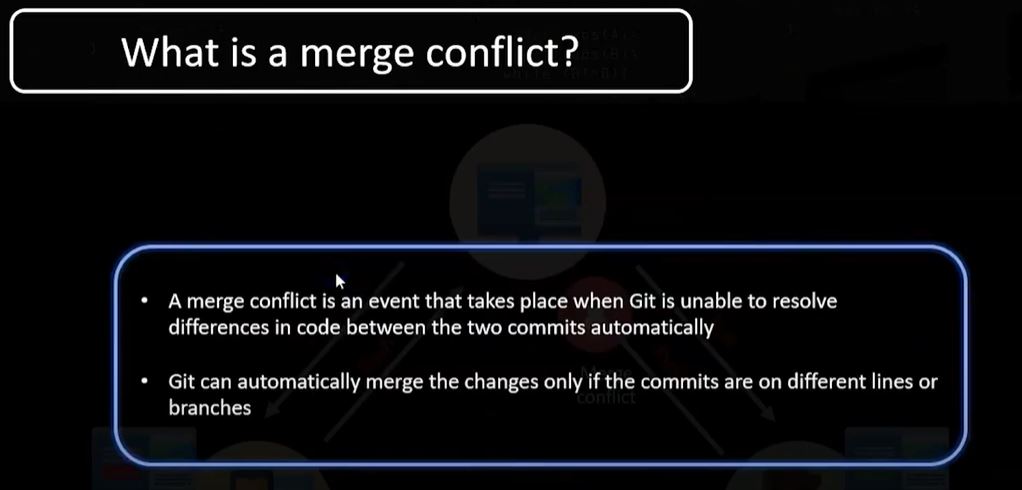 What is a merge conflict?
• A merge conflict is an event that takes place when Git is unable to resolve
differences in code between the two commits automatically
• Git can automatically merge the changes only if the commits are on different lines or
branches
Merge
conflict